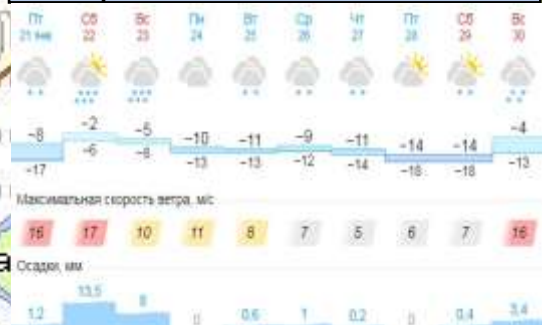 Пт Сб Вс Пн Вт Ср Чт Пт Сб Вс
21 янв 22 23 24 25 26 27 28 29 30
-8 -2 -5 -10 -11 -9 -11 -14 -14 -4
-17 -6 -8 -13 -13 -12 -14 -18 -18 -13
Максимальная скорость ветра, м/с
16 17 10 11 8 7 5 6 7 16
а
Осадки, мм
1,2 13,5 8 0 0,6 1 0,2 0 0,4 3,4